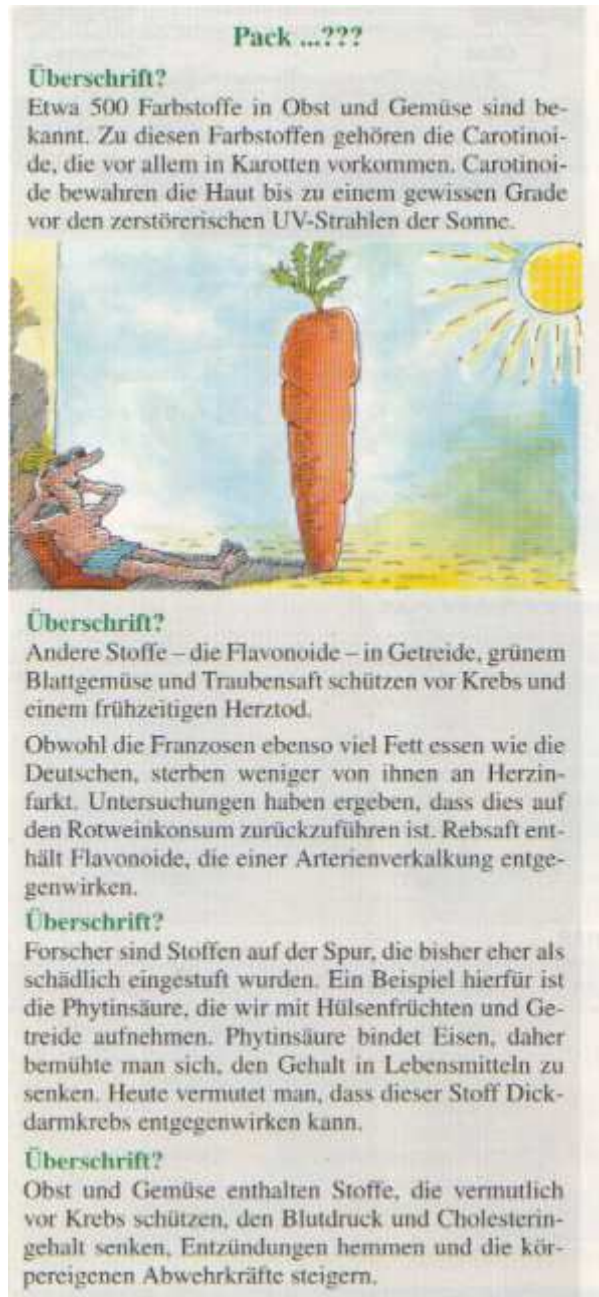 Pack ...???
Überschrift?
Etwa 500 Farbstoffe in Obst und Gemüse sind be-
kannt. Zu diesen Farbstoffen gehören die Carotinoi-
de, die vor allem in Karotten vorkommen. Carotinoi-
de bewahren die Haut bis zu einem gewissen Grade
vor den zerstörerischen UV-Strahlen der Sonne.
Überschrift?
Andere Stoffe – die Flavonoide – in Getreide, grünem
Blattgemüse und Traubensaft schützen vor Krebs und
einem frühzeitigen Herztod.
Obwohl die Franzosen ebenso viel Fett essen wie die
Deutschen, sterben weniger von ihnen an Herzin-
farkt. Untersuchungen haben ergeben, dass dies auf
den Rotweinkonsum zurückzuführen ist. Rebsaft ent-
hält Flavonoide, die einer Arterienverkalkung entge-
genwirken.
Überschrift?
Forscher sind Stoffen auf der Spur, die bisher eher als
schädlich eingestuft wurden. Ein Beispiel hierfür ist
die Phytinsäure, die wir mit Hülsenfrüchten und Ge-
treide aufnehmen. Phytinsäure bindet Eisen, daher
bemühte man sich, den Gehalt in Lebensmitteln zu
senken. Heute vermutet man, dass dieser Stoff Dick-
darmkrebs entgegenwirken kann.
Überschrift?
Obst und Gemüse enthalten Stoffe, die vermutlich
vor Krebs schützen, den Blutdruck und Cholesterin-
gehalt senken, Entzündungen hemmen und die kör-
pereigenen Abwehrkräfte steigern.